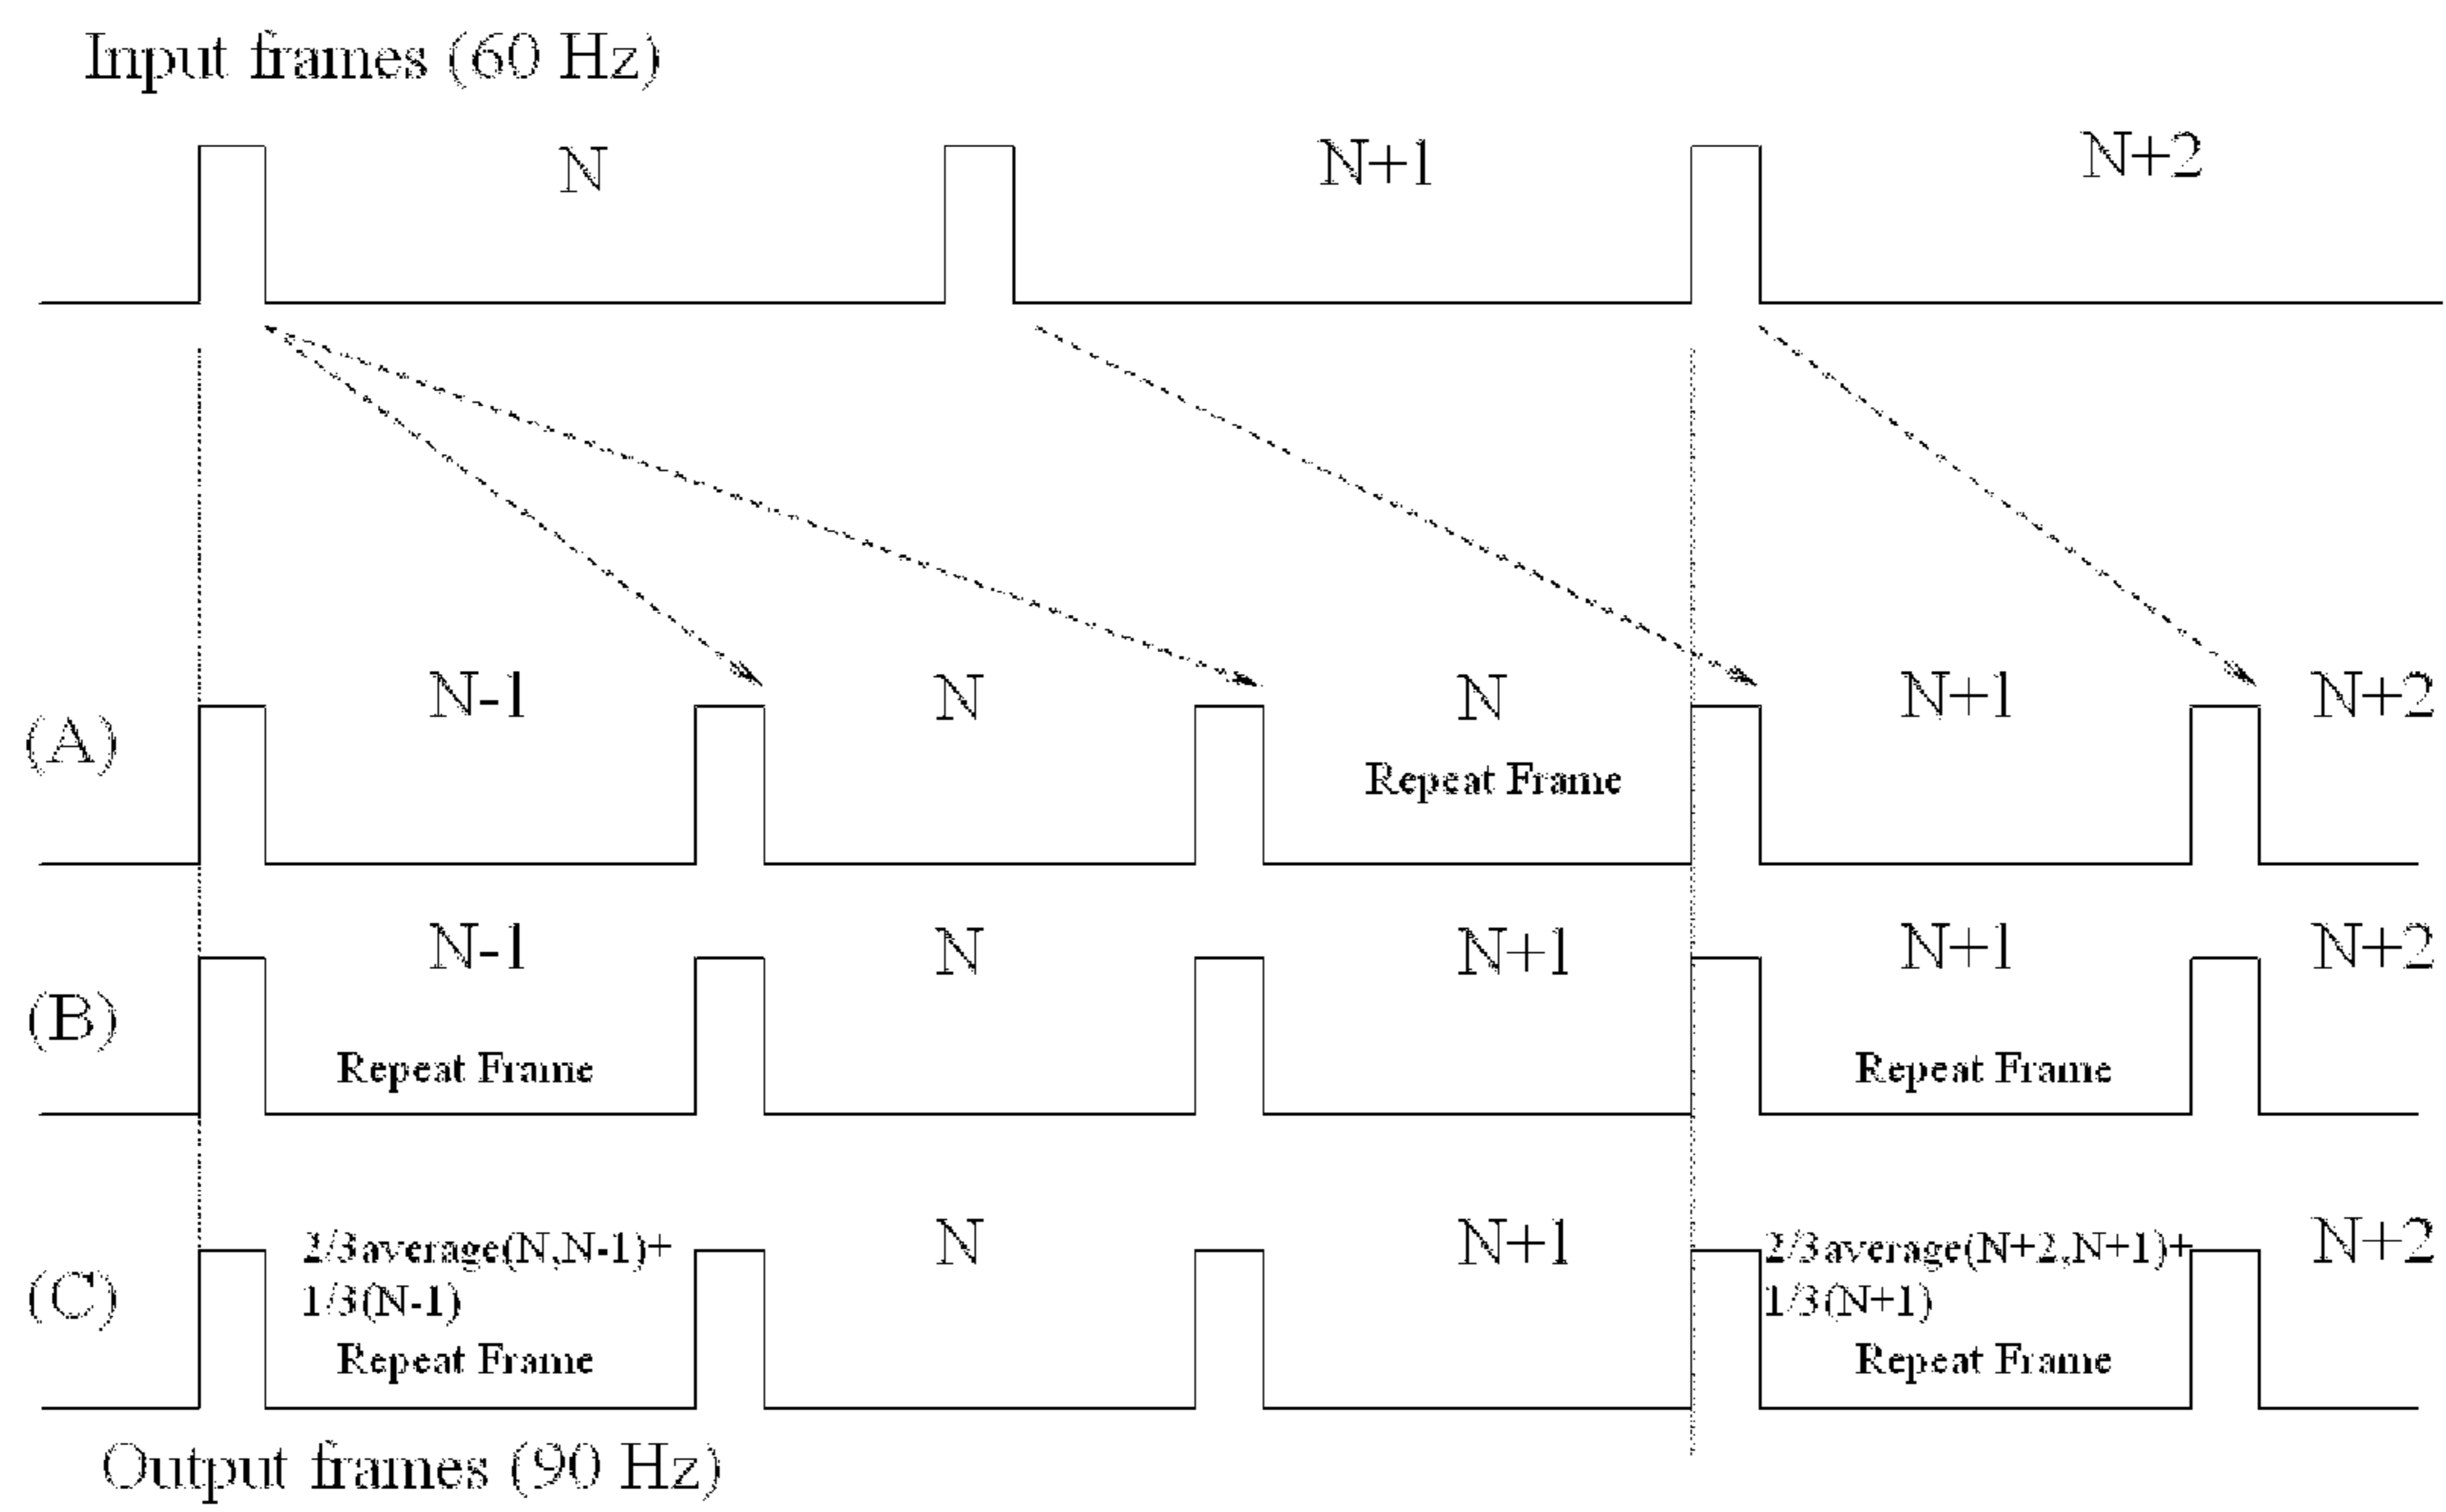 Input frames (60 Hz)
N N+1 N+2
(A) N-1 N N N+1 N+2
Repeat Frame
(B) N-1 N N+1 N+1 N+2
Repeat Frame Repeat Frame
(C) 2/3average(N,N-1)+ N N+1 2/3average(N+2,N+1)+ N+2
1/3(N-1) 1/3(N+1)
Repeat Frame Repeat Frame
Output frames (90 Hz)